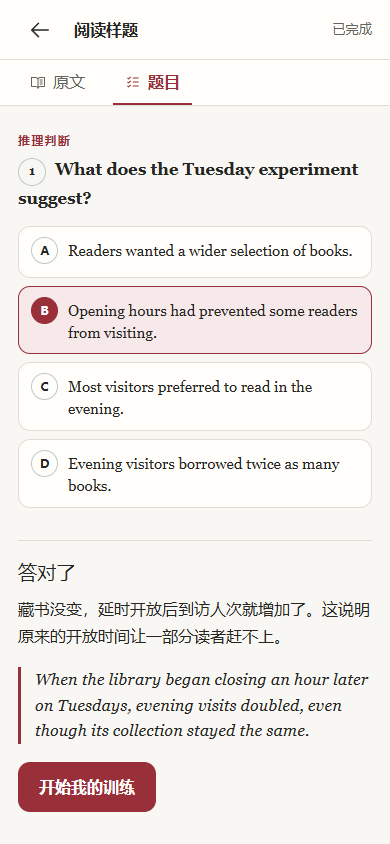 阅读样题
已完成
原文
题目
推理判断
1 What does the Tuesday experiment
suggest?
A Readers wanted a wider selection of books.
B Opening hours had prevented some readers
from visiting.
C Most visitors preferred to read in the
evening.
D Evening visitors borrowed twice as many
books.
答对了
藏书没变，延时开放后到访人次就增加了。这说明
原来的开放时间让一部分读者赶不上。
When the library began closing an hour later
on Tuesdays, evening visits doubled, even
though its collection stayed the same.
开始我的训练